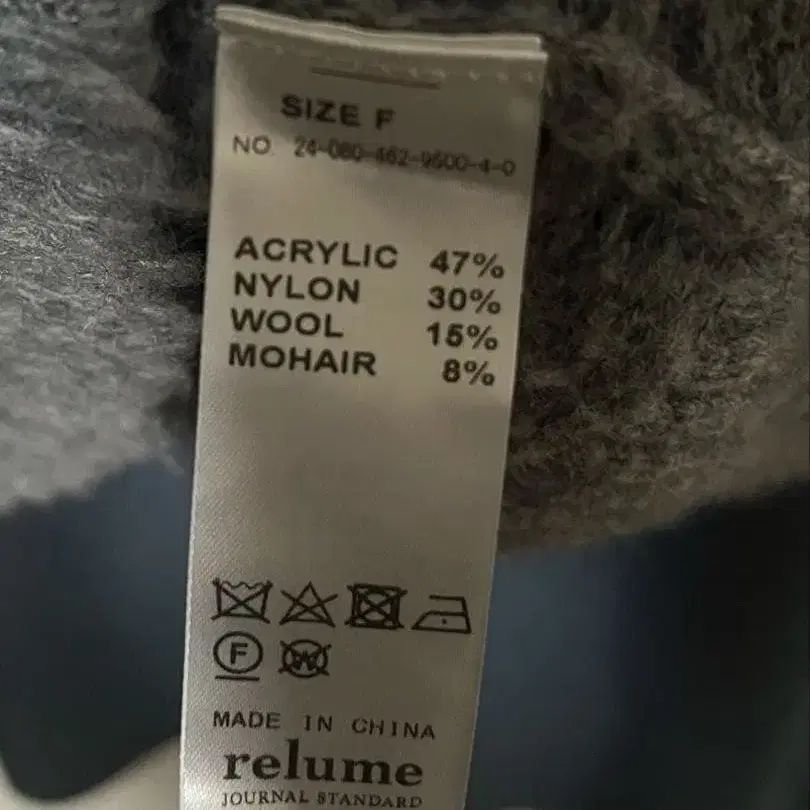 SIZE F
NO. 24-080-462-9600-4-0
ACRYLIC 47%
NYLON 30%
WOOL 15%
MOHAIR 8%
F W
MADE IN CHINA
relume
JOURNAL STANDARD